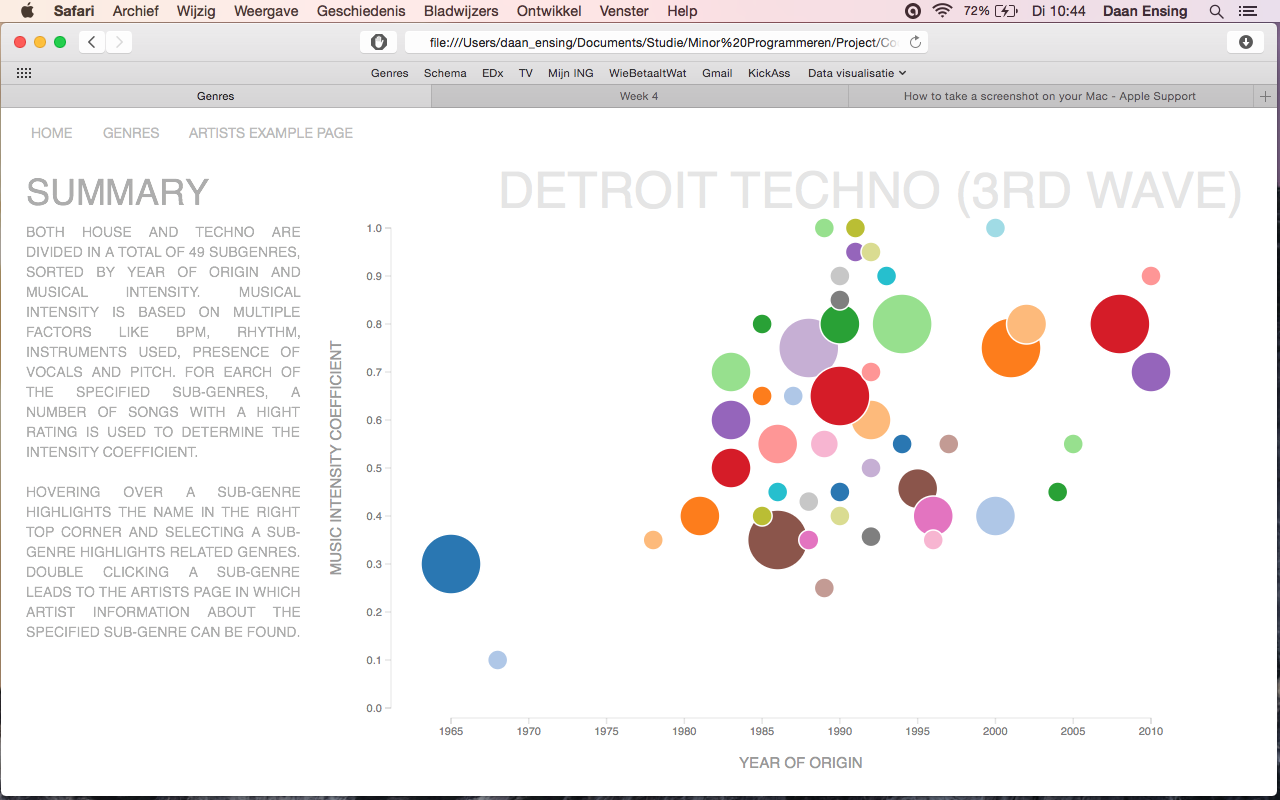 Safari Archief Wijzig Weergave Geschiedenis Bladwijzers Ontwikkel Venster Help 72% Di 10:44 Daan Ensing
file:///Users/daan_ensing/Documents/Studie/Minor%20Programmeren/Project/Co
Genres Schema EDx TV Mijn ING WieBetaaltWat Gmail KickAss Data visualisatie
Genres Week 4 How to take a screenshot on your Mac - Apple Support
HOME GENRES ARTISTS EXAMPLE PAGE
SUMMARY
BOTH HOUSE AND TECHNO ARE
DIVIDED IN A TOTAL OF 49 SUBGENRES,
SORTED BY YEAR OF ORIGIN AND
MUSICAL INTENSITY. MUSICAL
INTENSITY IS BASED ON MULTIPLE
FACTORS LIKE BPM, RHYTHM,
INSTRUMENTS USED, PRESENCE OF
VOCALS AND PITCH. FOR EARCH OF
THE SPECIFIED SUB-GENRES, A
NUMBER OF SONGS WITH A HIGHT
RATING IS USED TO DETERMINE THE
INTENSITY COEFFICIENT.
HOVERING OVER A SUB-GENRE
HIGHLIGHTS THE NAME IN THE RIGHT
TOP CORNER AND SELECTING A SUB-
GENRE HIGHLIGHTS RELATED GENRES.
DOUBLE CLICKING A SUB-GENRE
LEADS TO THE ARTISTS PAGE IN WHICH
ARTIST INFORMATION ABOUT THE
SPECIFIED SUB-GENRE CAN BE FOUND.
DETROIT TECHNO (3RD WAVE)
MUSIC INTENSITY COEFFICIENT
1.0
0.9
0.8
0.7
0.6
0.5
0.4
0.3
0.2
0.1
0.0
1965 1970 1975 1980 1985 1990 1995 2000 2005 2010
YEAR OF ORIGIN